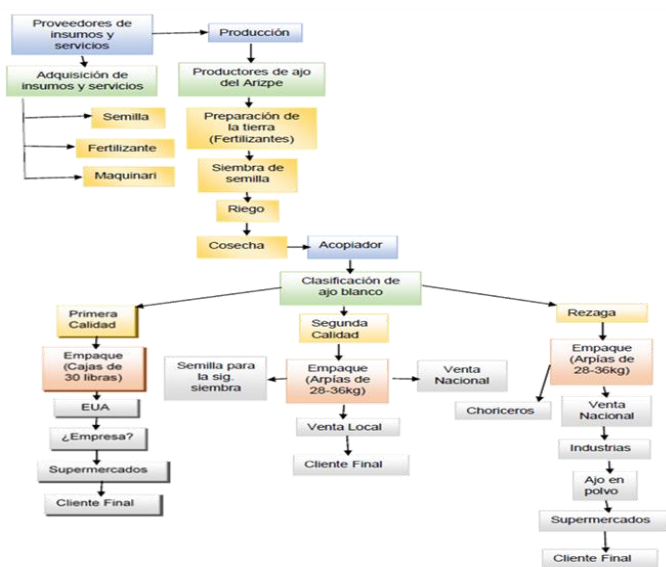 Proveedores de
insumos y
servicios
Producción
Adquisición de
insumos y servicios
Productores de ajo
del Arizpe
Semilla
Fertilizante
Maquinari
Preparación de
la tierra
(Fertilizantes)
Siembra de
semilla
Riego
Cosecha
Acopiador
Clasificación de
ajo blanco
Primera
Calidad
Empaque
(Cajas de
30 libras)
EUA
¿Empresa?
Supermercados
Cliente Final
Segunda
Calidad
Semilla para
la sig.
siembra
Empaque
(Arpías de
28-36kg)
Venta
Nacional
Venta Local
Cliente Final
Rezaga
Empaque
(Arpías de
28-36kg)
Choriceros
Venta
Nacional
Industrias
Ajo en
polvo
Supermercados
Cliente Final